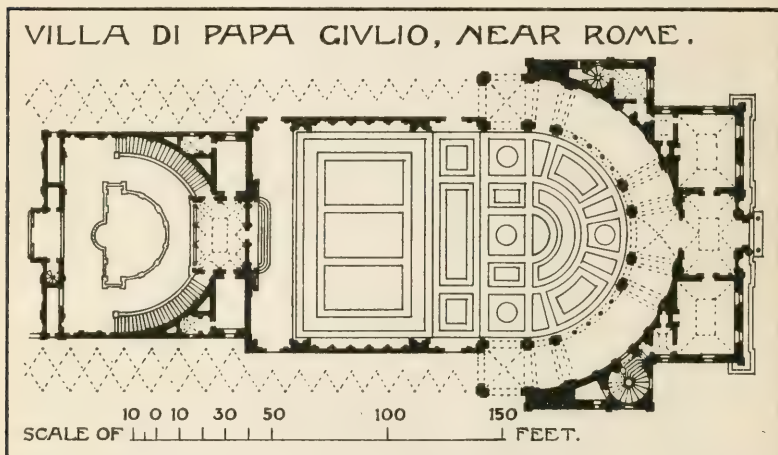 VILLA DI PAPA GIVLIO, NEAR ROME.
10 0 10 30 50 100 150
SCALE OF FEET.